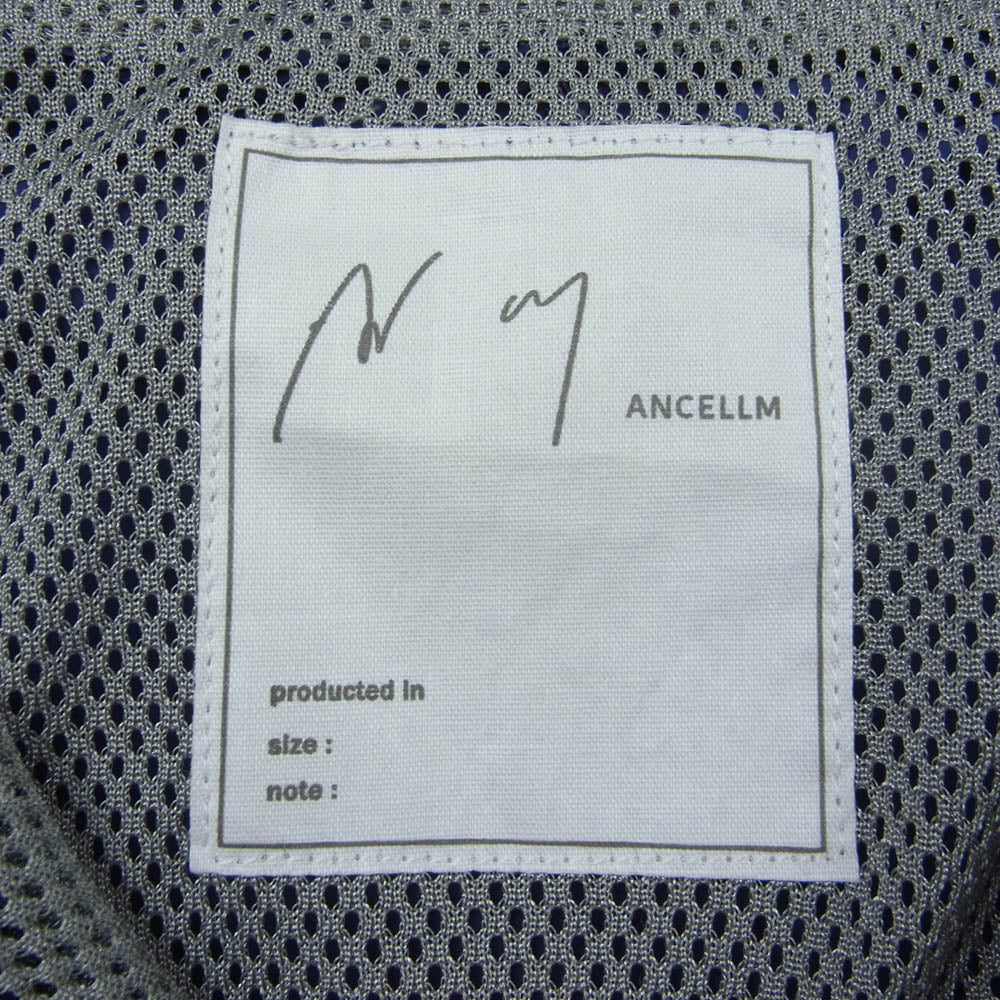 ANCELLM
producted in
size :
note :